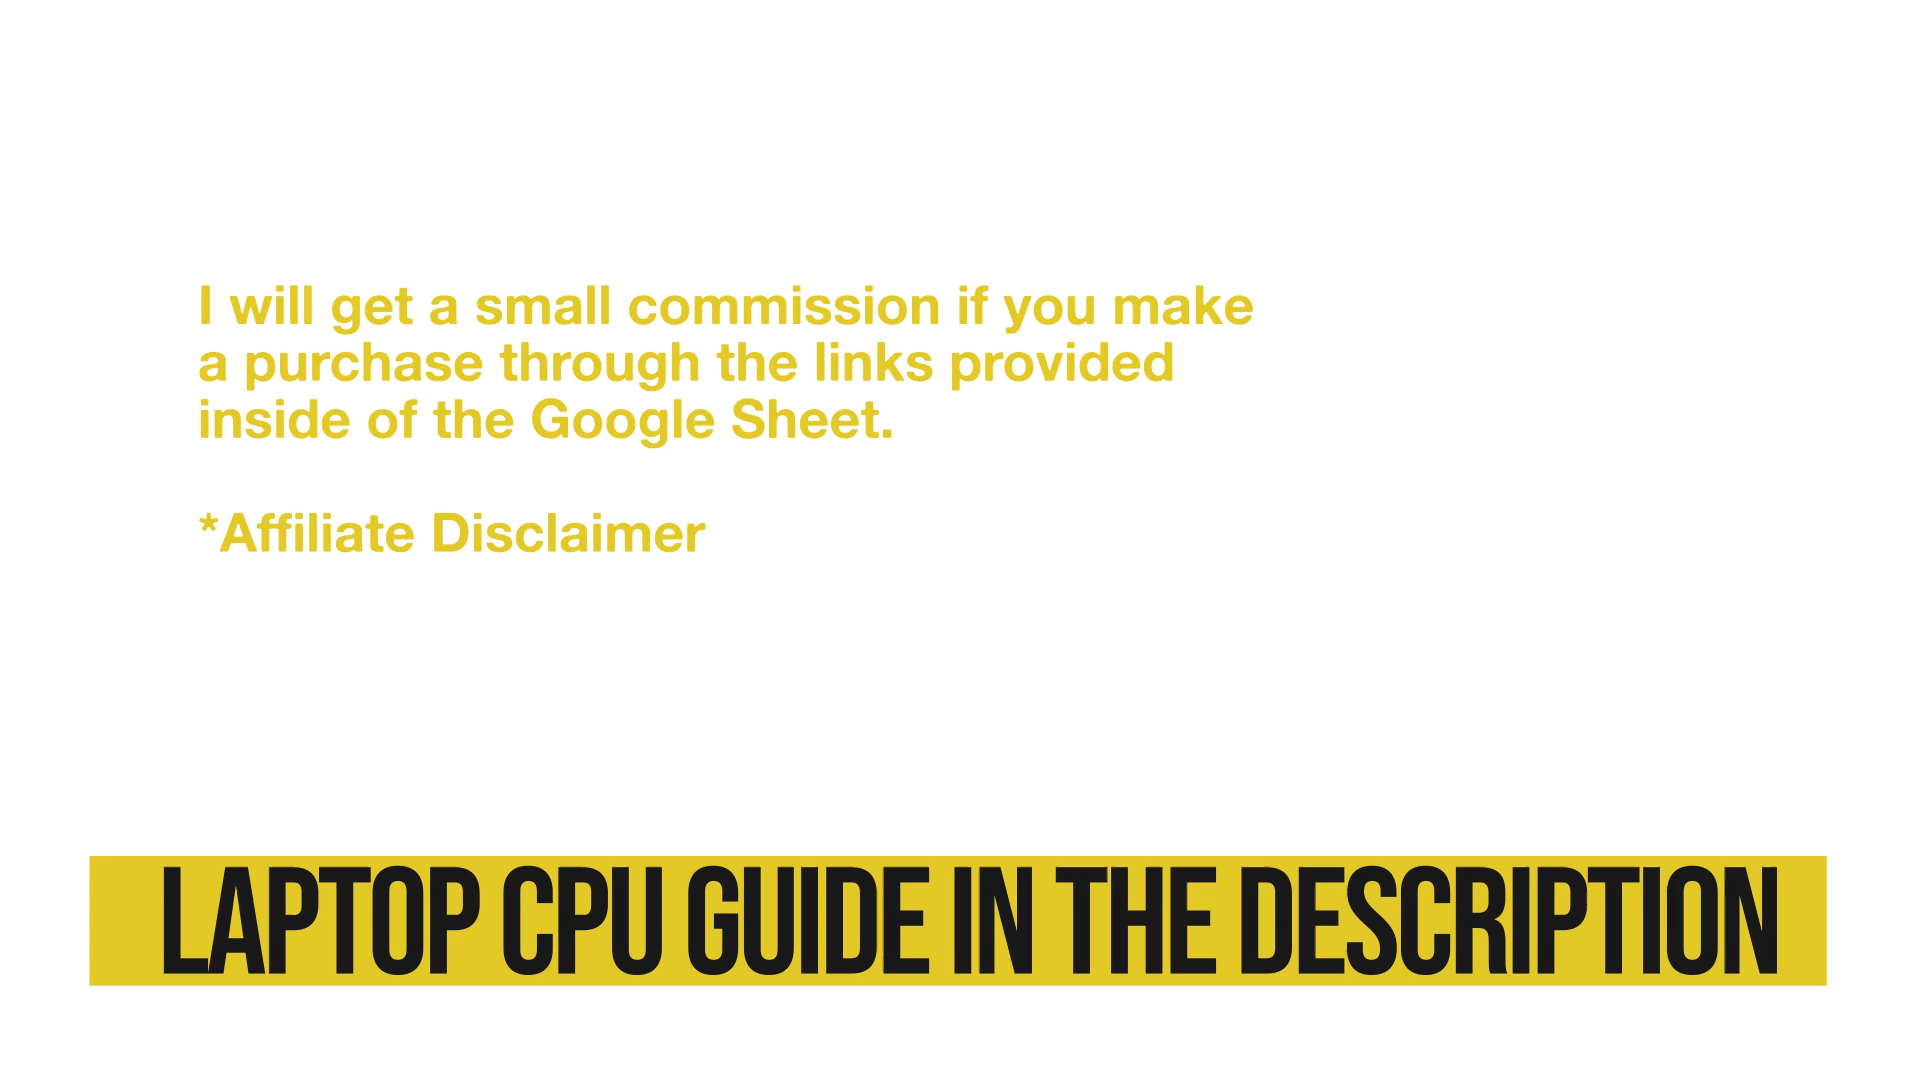 I will get a small commission if you make
a purchase through the links provided
inside of the Google Sheet.
*Affiliate Disclaimer
LAPTOP CPU GUIDE IN THE DESCRIPTION